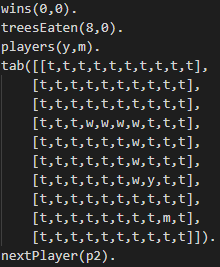 wins(0,0).
treesEaten(8,0).
players(y,m).
tab([[t,t,t,t,t,t,t,t,t,t],
[t,t,t,t,t,t,t,t,t,t],
[t,t,t,t,t,t,t,t,t,t],
[t,t,t,w,w,w,w,t,t,t],
[t,t,t,t,t,t,w,t,t,t],
[t,t,t,t,t,t,w,t,t,t],
[t,t,t,t,t,t,w,y,t,t],
[t,t,t,t,t,t,t,t,m,t],
[t,t,t,t,t,t,t,t,t,t]]).
nextPlayer(p2).